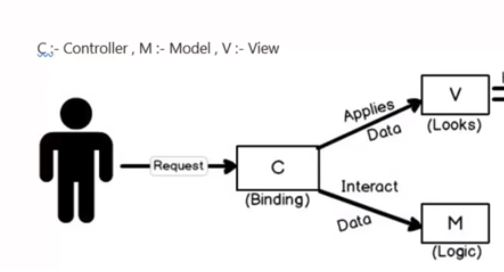 C :- Controller , M :- Model , V :- View
V
Applies
Data
(Looks)
Request
C
Interact
(Binding)
Data
M
(Logic)